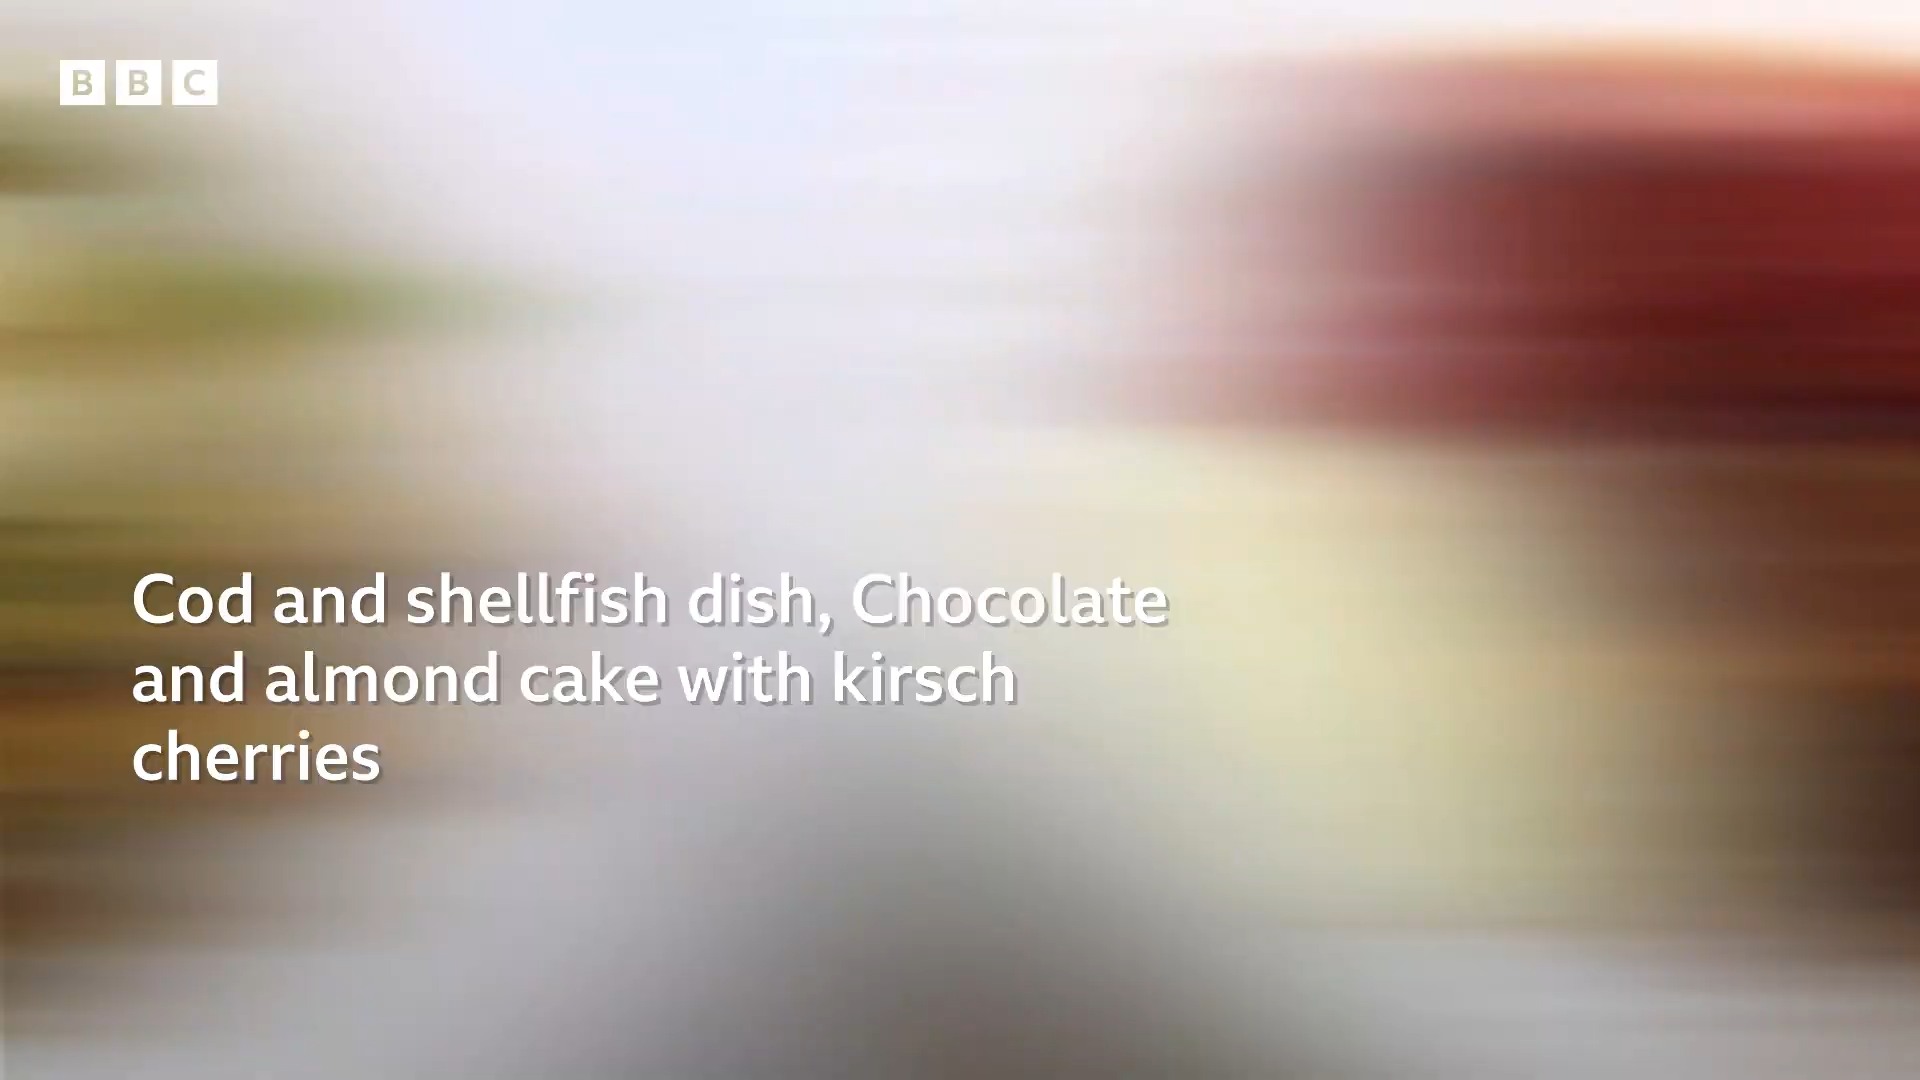 BBC
Cod and shellfish dish, Chocolate
and almond cake with kirsch
cherries